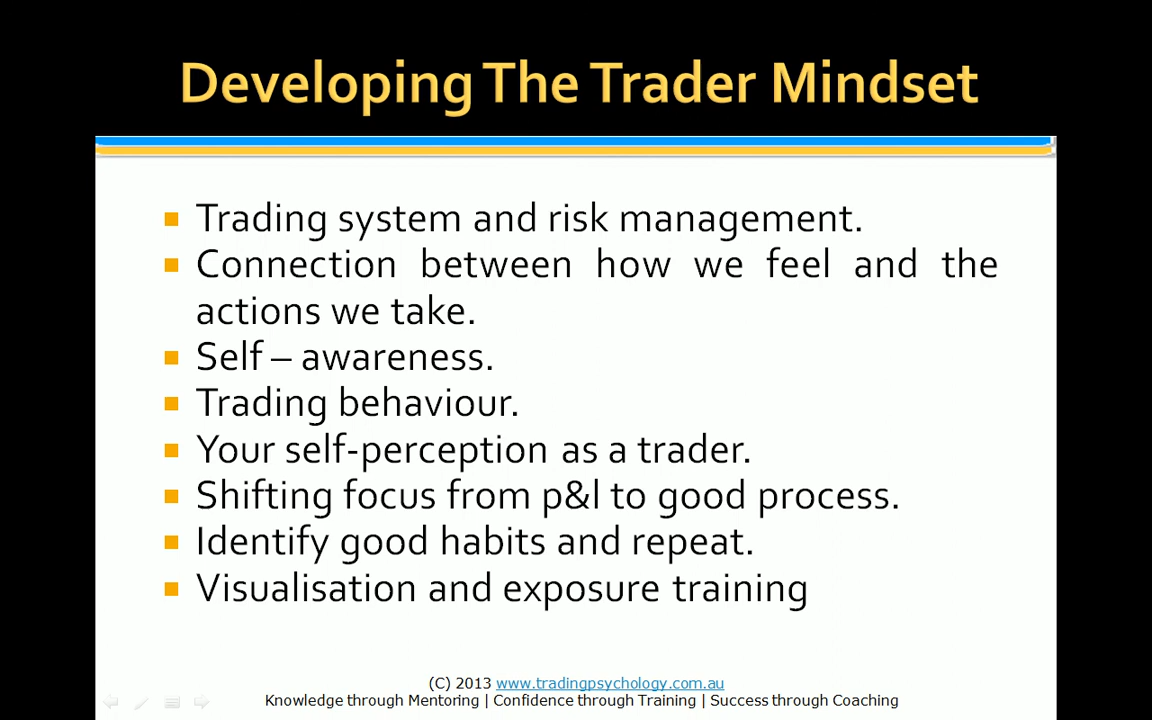 Developing The Trader Mindset
Trading system and risk management.
Connection between how we feel and the
actions we take.
Self – awareness.
Trading behaviour.
Your self-perception as a trader.
Shifting focus from p&l to good process.
Identify good habits and repeat.
Visualisation and exposure training
(C) 2013 www.tradingpsychology.com.au
Knowledge through Mentoring | Confidence through Training | Success through Coaching